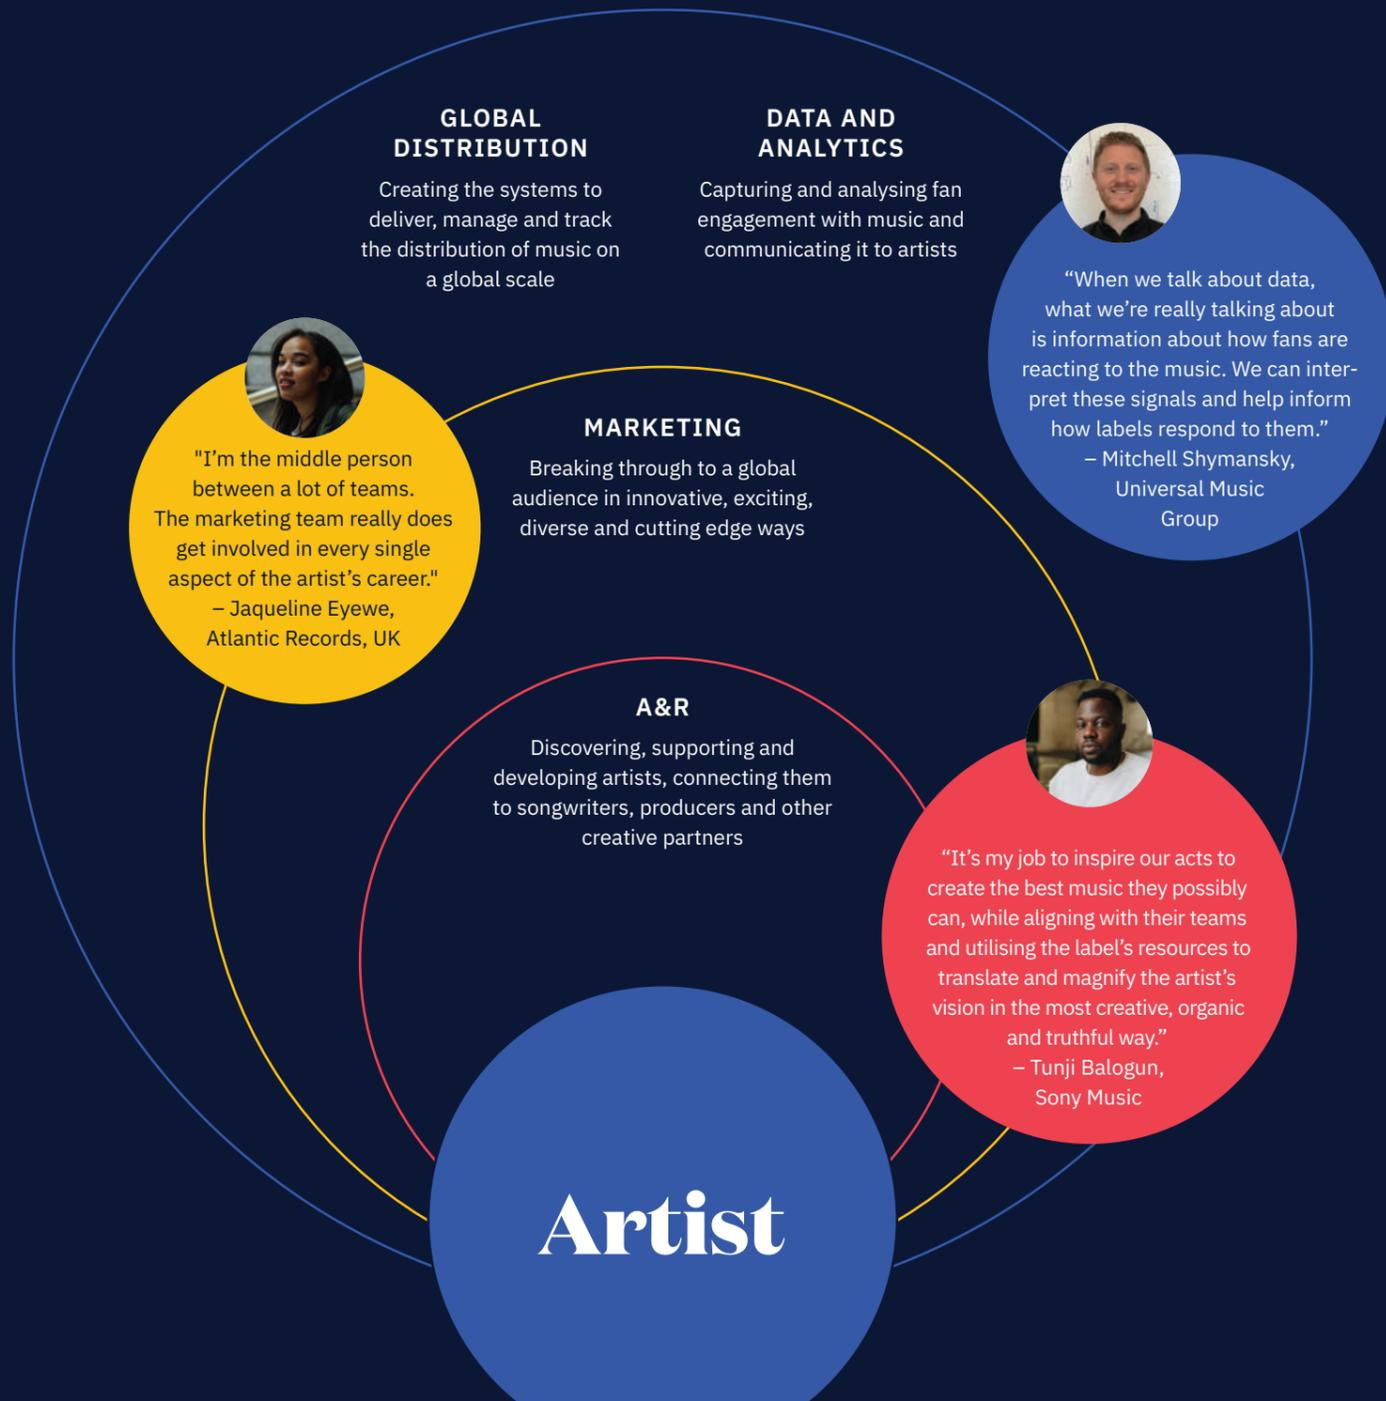 GLOBAL
DISTRIBUTION
Creating the systems to
deliver, manage and track
the distribution of music on
a global scale
DATA AND
ANALYTICS
Capturing and analysing fan
engagement with music and
communicating it to artists
“When we talk about data,
what we’re really talking about
is information about how fans are
reacting to the music. We can inter-
pret these signals and help inform
how labels respond to them.”
– Mitchell Shymansky,
Universal Music
Group
"I’m the middle person
between a lot of teams.
The marketing team really does
get involved in every single
aspect of the artist’s career."
– Jaqueline Eyewe,
Atlantic Records, UK
MARKETING
Breaking through to a global
audience in innovative, exciting,
diverse and cutting edge ways
A&R
Discovering, supporting and
developing artists, connecting them
to songwriters, producers and other
creative partners
“It’s my job to inspire our acts to
create the best music they possibly
can, while aligning with their teams
and utilising the label’s resources to
translate and magnify the artist’s
vision in the most creative, organic
and truthful way.”
– Tunji Balogun,
Sony Music
Artist